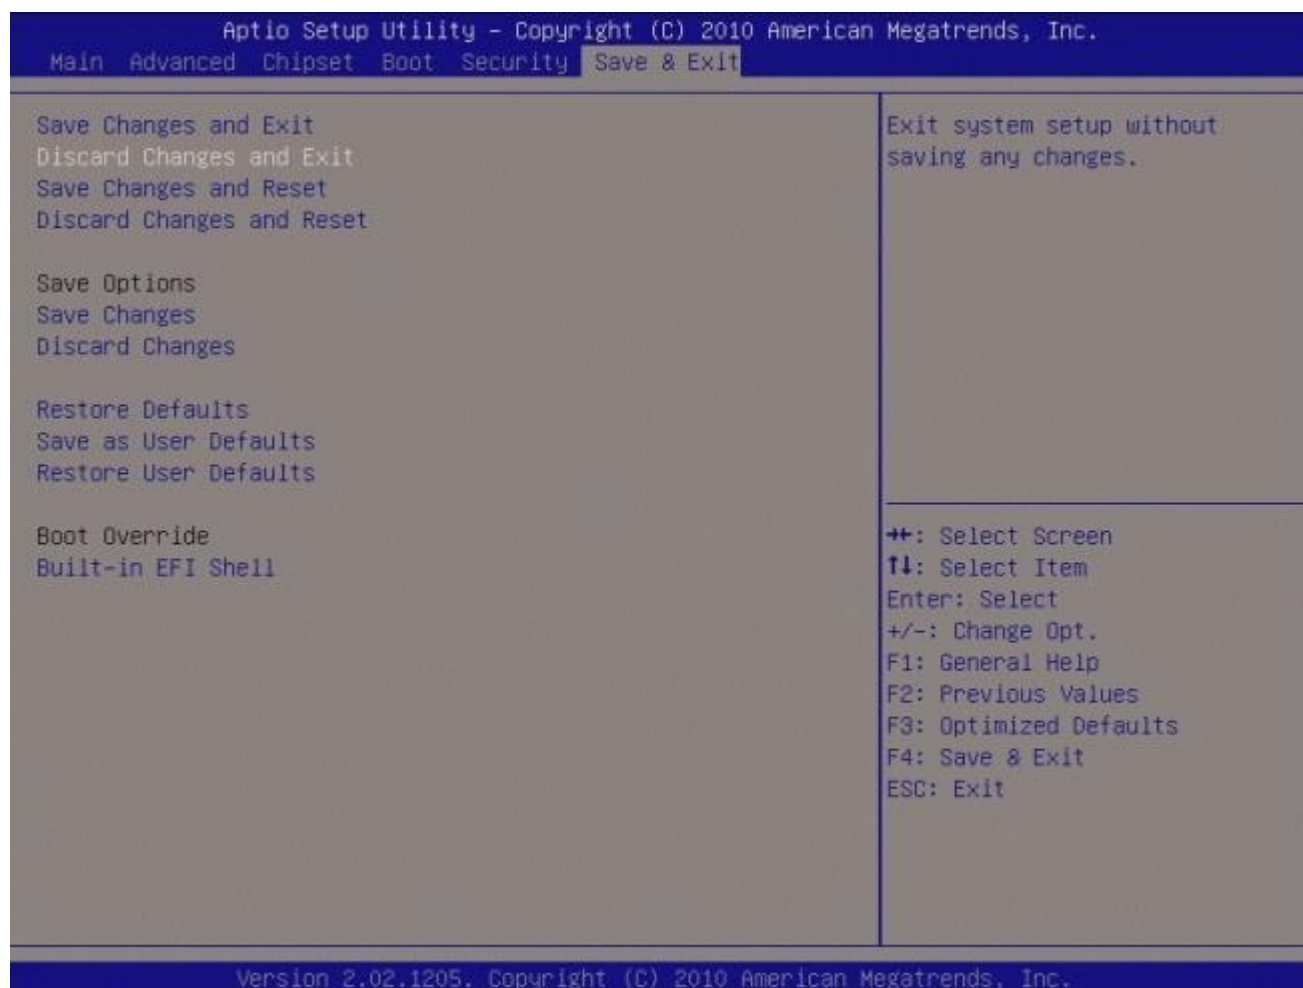 Aptio Setup Utility – Copyright (C) 2010 American Megatrends, Inc.
Main Advanced Chipset Boot Security Save & Exit
Save Changes and Exit
Discard Changes and Exit
Save Changes and Reset
Discard Changes and Reset
Save Options
Save Changes
Discard Changes
Restore Defaults
Save as User Defaults
Restore User Defaults
Boot Override
Built-in EFI Shell
Exit system setup without
saving any changes.
→←: Select Screen
↑↓: Select Item
Enter: Select
+/-: Change Opt.
F1: General Help
F2: Previous Values
F3: Optimized Defaults
F4: Save & Exit
ESC: Exit
Version 2.02.1205. Copyright (C) 2010 American Megatrends, Inc.